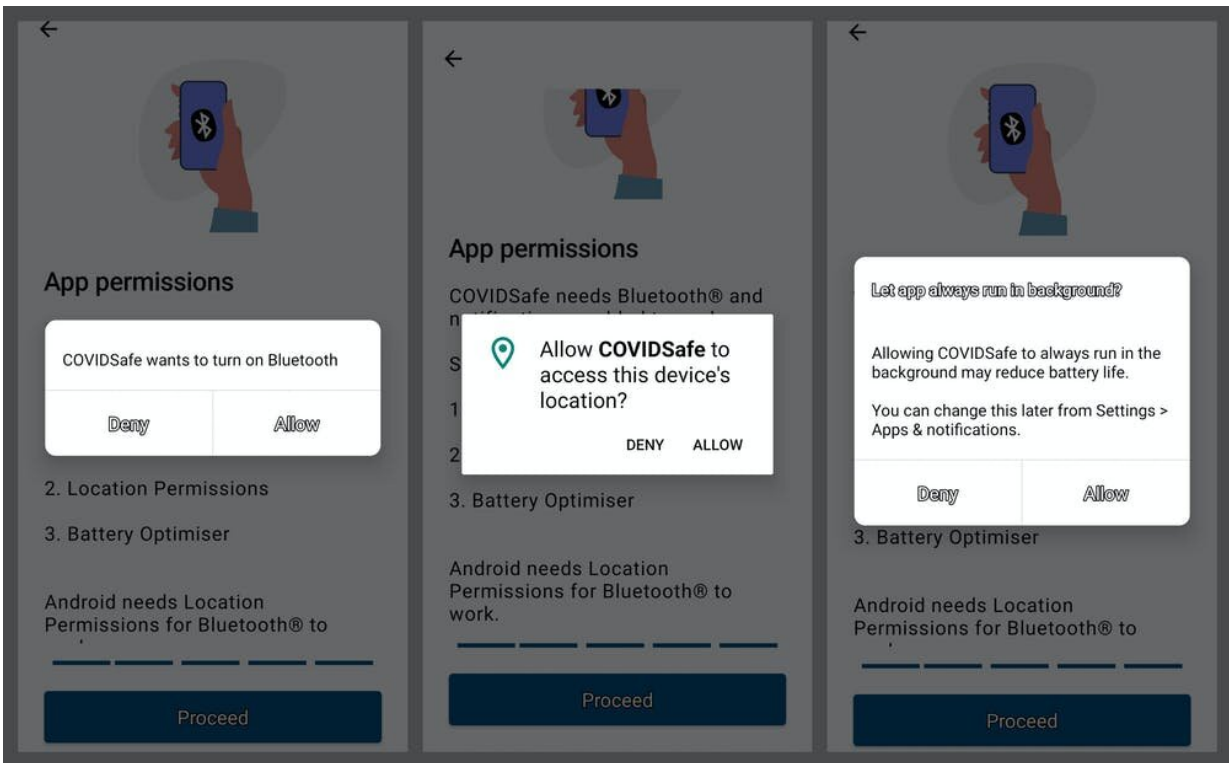 App permissions
COVIDSafe wants to turn on Bluetooth
Deny
Allow
2. Location Permissions
3. Battery Optimiser
Android needs Location
Permissions for Bluetooth® to
Proceed
App permissions
COVIDSafe needs Bluetooth® and
Allow COVIDSafe to
access this device's
location?
DENY
ALLOW
1
2
3. Battery Optimiser
Android needs Location
Permissions for Bluetooth® to
work.
Proceed
Let app always run in background?
Allowing COVIDSafe to always run in the
background may reduce battery life.
You can change this later from Settings >
Apps & notifications.
Deny
Allow
3. Battery Optimiser
Android needs Location
Permissions for Bluetooth® to
Proceed